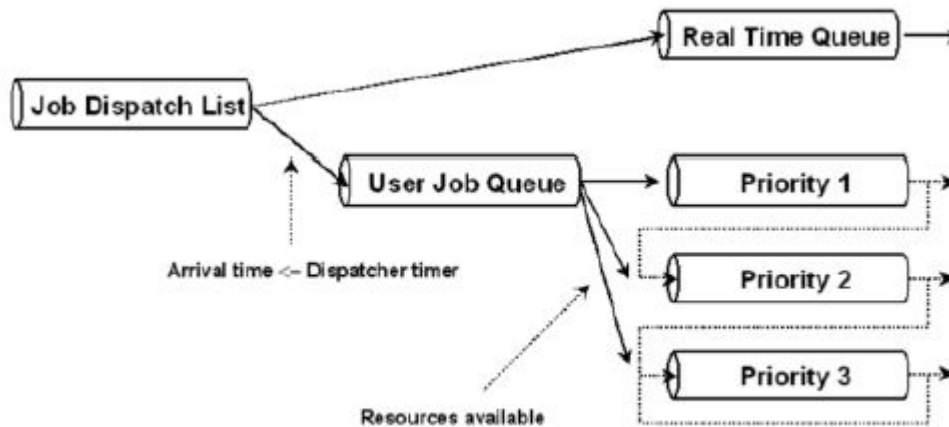 Real Time Queue
Job Dispatch List
User Job Queue
Priority 1
Arrival time <-- Dispatcher timer
Priority 2
Priority 3
Resources available